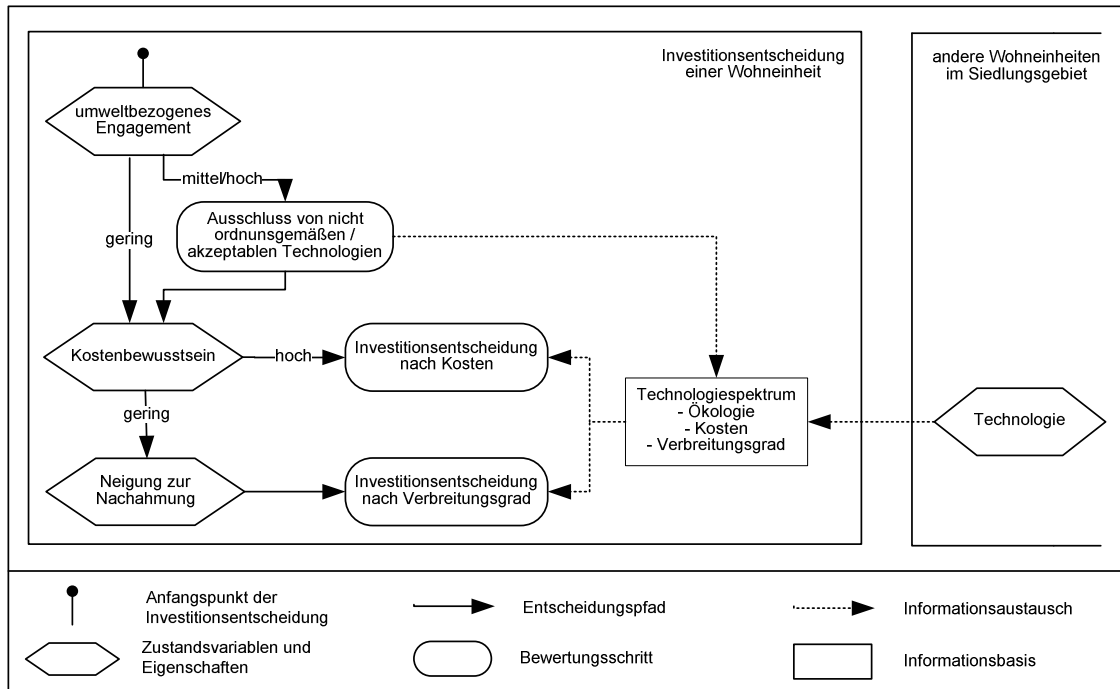 Investitionsentscheidung
einer Wohneinheit
andere Wohneinheiten
im Siedlungsgebiet
umweltbezogenes
Engagement
mittel/hoch
gering
Ausschluss von nicht
ordnunsgemäßen /
akzeptablen Technologien
Kostenbewusstsein
hoch
Investitionsentscheidung
nach Kosten
gering
Technologiespektrum
- Ökologie
- Kosten
- Verbreitungsgrad
Technologie
Neigung zur
Nachahmung
Investitionsentscheidung
nach Verbreitungsgrad
Anfangspunkt der
Investitionsentscheidung
Entscheidungspfad
Informationsaustausch
Zustandsvariablen und
Eigenschaften
Bewertungsschritt
Informationsbasis